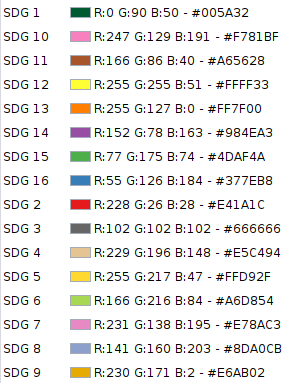 SDG 1 R:0 G:90 B:50 - #005A32
SDG 10 R:247 G:129 B:191 - #F781BF
SDG 11 R:166 G:86 B:40 - #A65628
SDG 12 R:255 G:255 B:51 - #FFFF33
SDG 13 R:255 G:127 B:0 - #FF7F00
SDG 14 R:152 G:78 B:163 - #984EA3
SDG 15 R:77 G:175 B:74 - #4DAF4A
SDG 16 R:55 G:126 B:184 - #377EB8
SDG 2 R:228 G:26 B:28 - #E41A1C
SDG 3 R:102 G:102 B:102 - #666666
SDG 4 R:229 G:196 B:148 - #E5C494
SDG 5 R:255 G:217 B:47 - #FFD92F
SDG 6 R:166 G:216 B:84 - #A6D854
SDG 7 R:231 G:138 B:195 - #E78AC3
SDG 8 R:141 G:160 B:203 - #8DA0CB
SDG 9 R:230 G:171 B:2 - #E6AB02